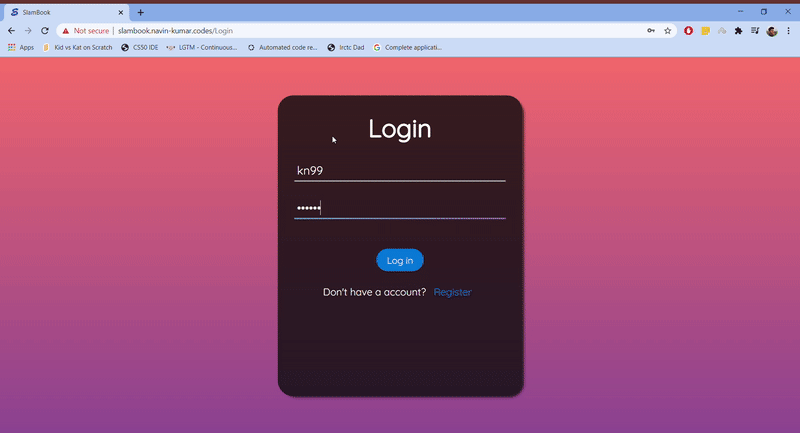 SlamBook
Not secure | slambook.navin-kumar.codes/Login
Apps Kid vs Kat on Scratch CS50 IDE LGTM - Continuous... Automated code re... Irctc Dad Complete applicati...
Login
kn99
••••••
Log in
Don't have a account? Register